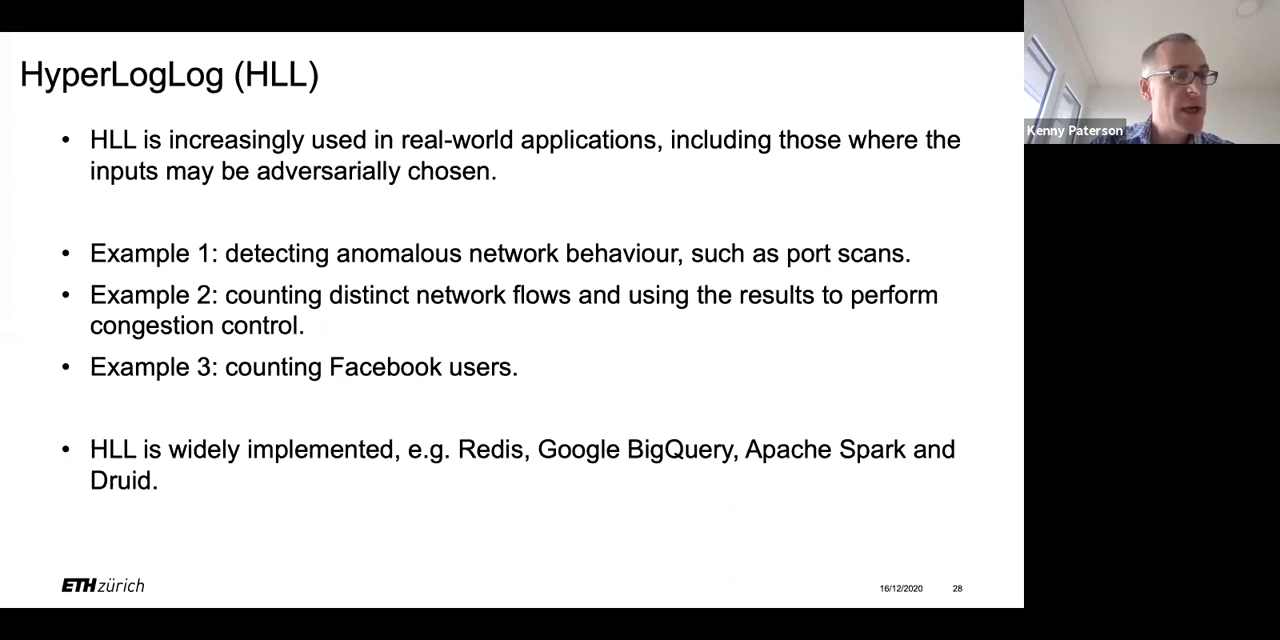 HyperLogLog (HLL)
• HLL is increasingly used in real-world applications, including those where the
inputs may be adversarially chosen.
• Example 1: detecting anomalous network behaviour, such as port scans.
• Example 2: counting distinct network flows and using the results to perform
congestion control.
• Example 3: counting Facebook users.
• HLL is widely implemented, e.g. Redis, Google BigQuery, Apache Spark and
Druid.
ETH zürich
16/12/2020 28
Kenny Paterson